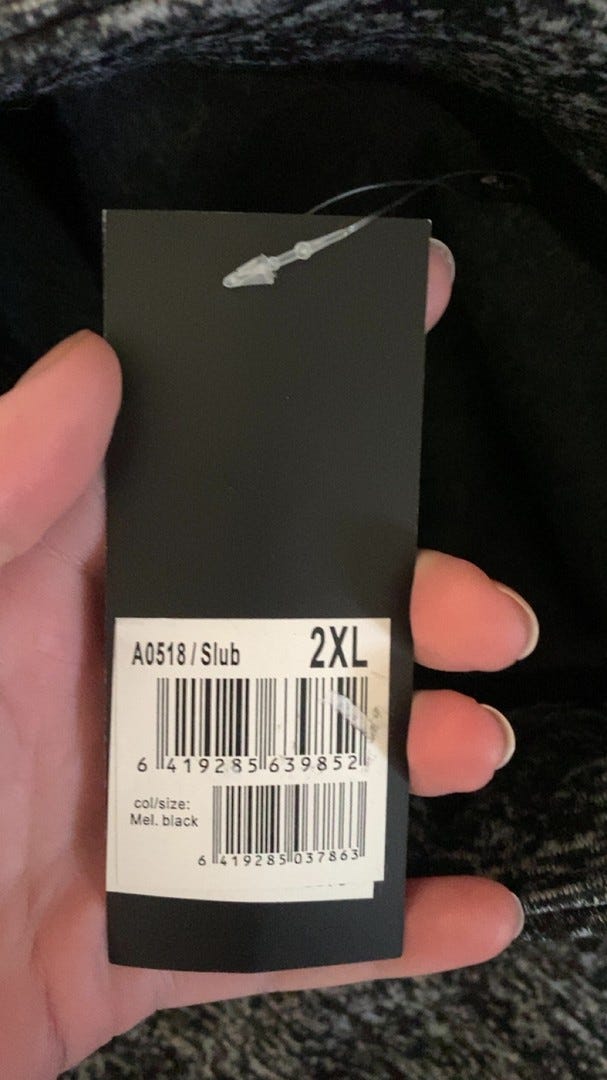 A0518 / Slub 2XL
6 419285 639852
col/size:
Mel. black
6 419285 037863